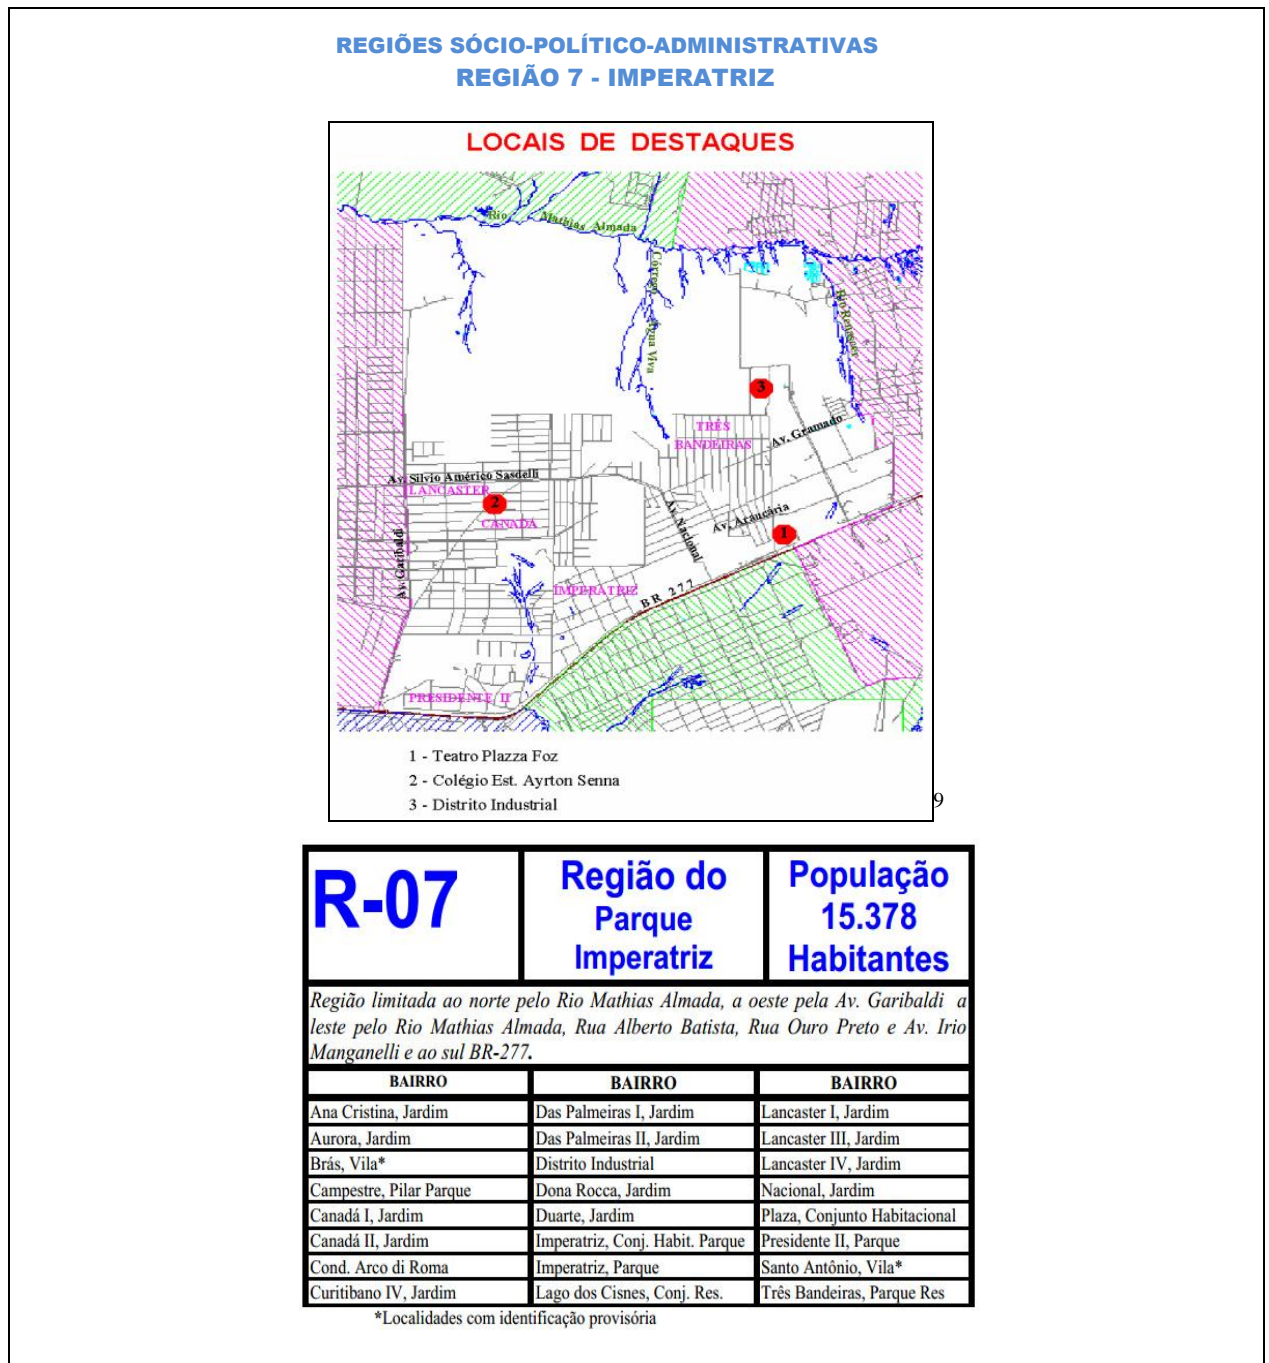 REGIÕES SÓCIO-POLÍTICO-ADMINISTRATIVAS
REGIÃO 7 - IMPERATRIZ
LOCAIS DE DESTAQUES
Rio Mathias Almada
Córrego Água Viva
Rio
3
TRÊS
BANDEIRAS
Av. Gramado
Av. Silvio Américo Sasdelli
LANCASTER
2
CANADÁ
Av. Nacional
Av. Araucária
1
Av. Garibaldi
IMPERATRIZ
BR 277
PRESIDENTE II
1 - Teatro Plazza Foz
2 - Colégio Est. Ayrton Senna
3 - Distrito Industrial
9
R-07
Região do
Parque
Imperatriz
População
15.378
Habitantes
Região limitada ao norte pelo Rio Mathias Almada, a oeste pela Av. Garibaldi a
leste pelo Rio Mathias Almada, Rua Alberto Batista, Rua Ouro Preto e Av. Irio
Manganelli e ao sul BR-277.
BAIRRO BAIRRO BAIRRO
Ana Cristina, Jardim Das Palmeiras I, Jardim Lancaster I, Jardim
Aurora, Jardim Das Palmeiras II, Jardim Lancaster III, Jardim
Brás, Vila* Distrito Industrial Lancaster IV, Jardim
Campestre, Pilar Parque Dona Rocca, Jardim Nacional, Jardim
Canadá I, Jardim Duarte, Jardim Plaza, Conjunto Habitacional
Canadá II, Jardim Imperatriz, Conj. Habit. Parque Presidente II, Parque
Cond. Arco di Roma Imperatriz, Parque Santo Antônio, Vila*
Curitibano IV, Jardim Lago dos Cisnes, Conj. Res. Três Bandeiras, Parque Res
*Localidades com identificação provisória